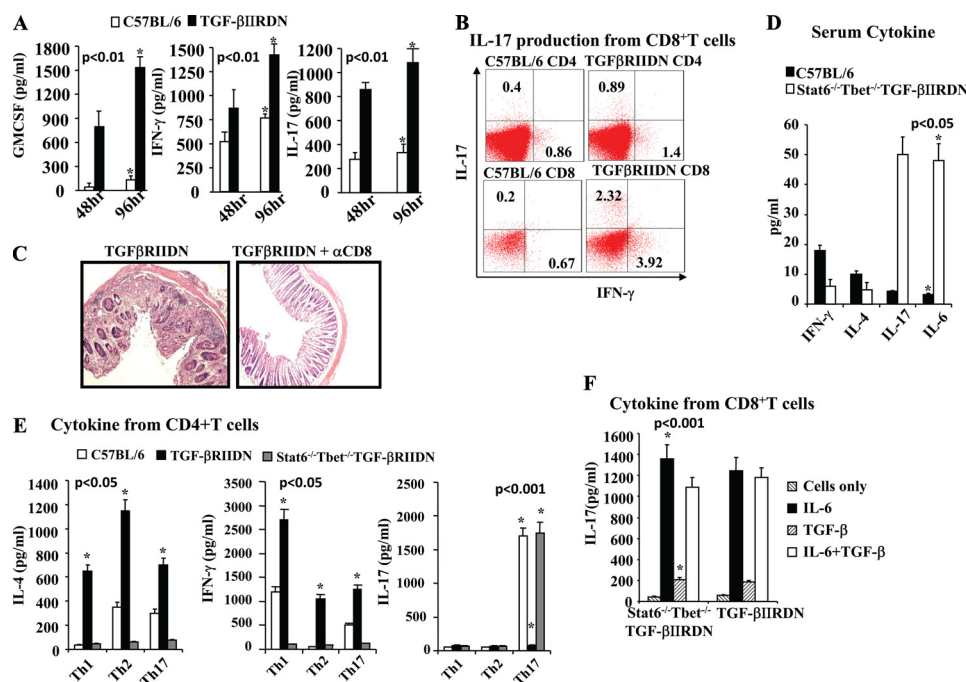 A
C57BL/6 TGF-βIIRDN
p<0.01
GMCSF (pg/ml)
1800
1500
1200
900
600
300
0
48hr 96hr
* *
p<0.01
IFN-γ (pg/ml)
1500
1200
900
600
300
0
48hr 96hr
* *
p<0.01
IL-17 (pg/ml)
1200
1000
800
600
400
200
0
48hr 96hr
* *
B
IL-17 production from CD8+T cells
C57BL/6 CD4 TGFβRIIDN CD4
0.4 0.89
0.86 1.4
C57BL/6 CD8 TGFβRIIDN CD8
0.2 2.32
0.67 3.92
IL-17
IFN-γ
C
TGFβRIIDN TGFβRIIDN + αCD8
D
Serum Cytokine
C57BL/6
Stat6-/-Tbet-/-TGF-βIIRDN
p<0.05
pg/ml
60
50
40
30
20
10
0
* *
IFN-γ IL-4 IL-17 IL-6
E Cytokine from CD4+T cells
C57BL/6 TGF-βRIIDN Stat6-/-Tbet-/-TGF-βRIIDN
p<0.05
IL-4 (pg/ml)
1400
1200
1000
800
600
400
200
0
* * *
Th1 Th2 Th17
p<0.05
IFN-γ (pg/ml)
3500
3000
2500
2000
1500
1000
500
0
* * *
Th1 Th2 Th17
p<0.001
IL-17 (pg/ml)
2000
1500
1000
500
0
* * *
Th1 Th2 Th17
F
Cytokine from CD8+T cells
p<0.001
IL-17(pg/ml)
1600
1400
1200
1000
800
600
400
200
0
* *
Stat6-/-Tbet-/-
TGF-βIIRDN
TGF-βIIRDN
Cells only
IL-6
TGF-β
IL-6+TGF-β